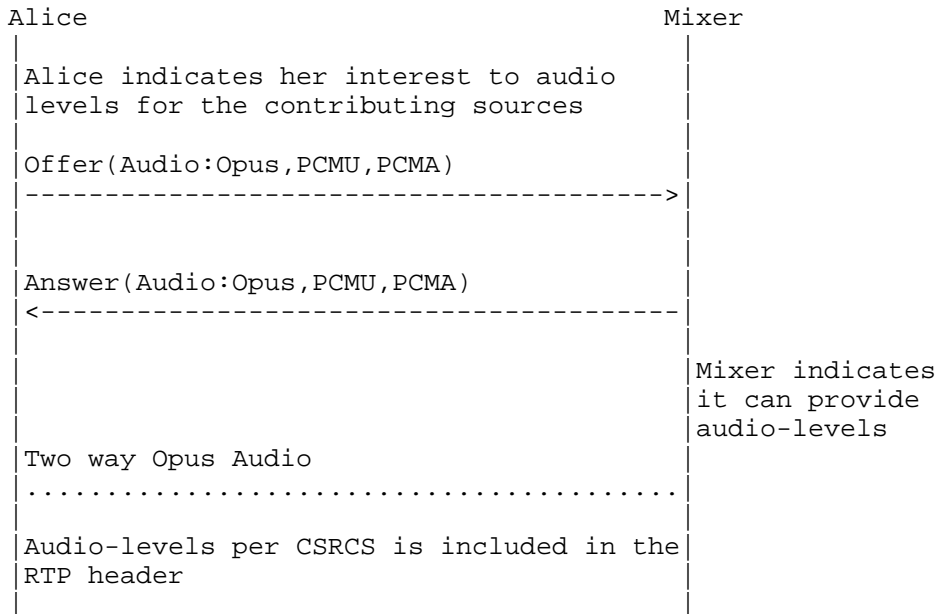 Alice Mixer
Alice indicates her interest to audio
levels for the contributing sources
Offer(Audio:Opus,PCMU,PCMA)
Answer(Audio:Opus,PCMU,PCMA)
Mixer indicates
it can provide
audio-levels
Two way Opus Audio
Audio-levels per CSRCS is included in the
RTP header